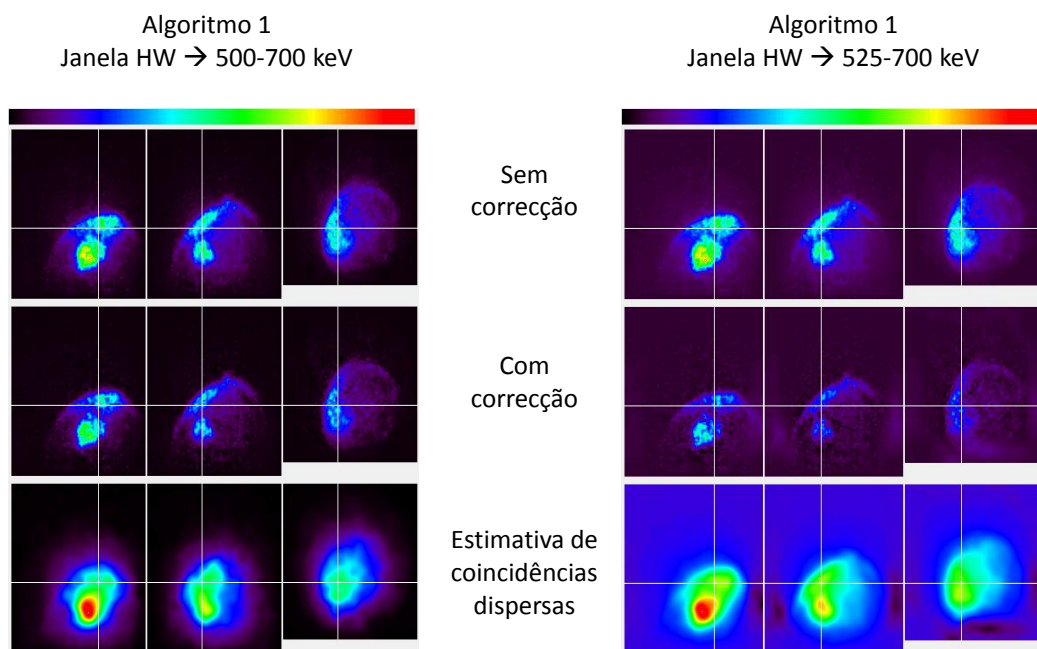 Algoritmo 1
Janela HW → 500-700 keV
Algoritmo 1
Janela HW → 525-700 keV
Sem
correcção
Com
correcção
Estimativa de
coincidências
dispersas